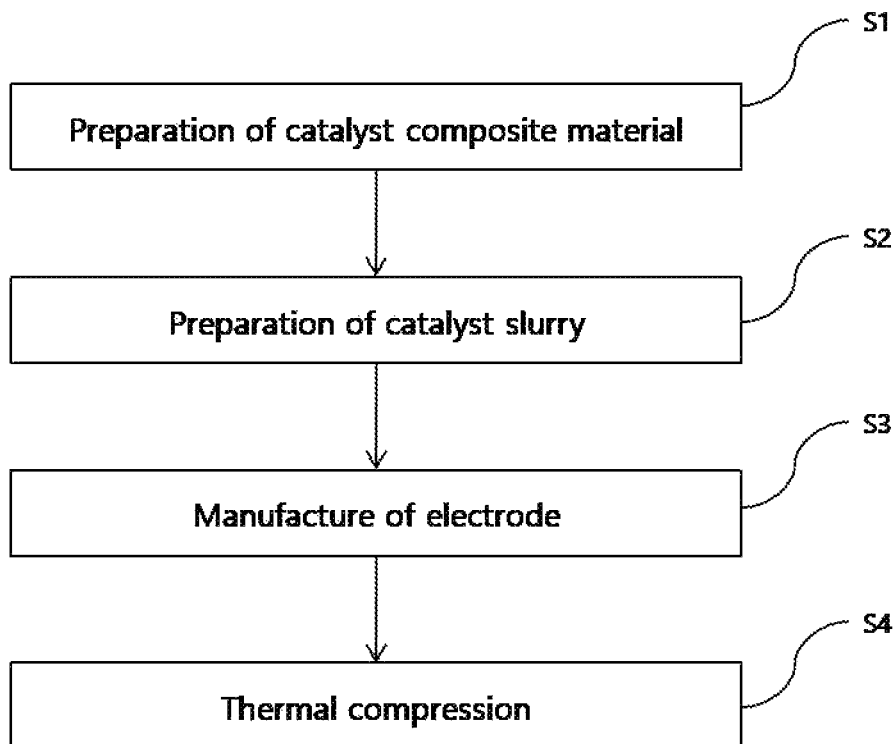 S1
Preparation of catalyst composite material
S2
Preparation of catalyst slurry
S3
Manufacture of electrode
S4
Thermal compression